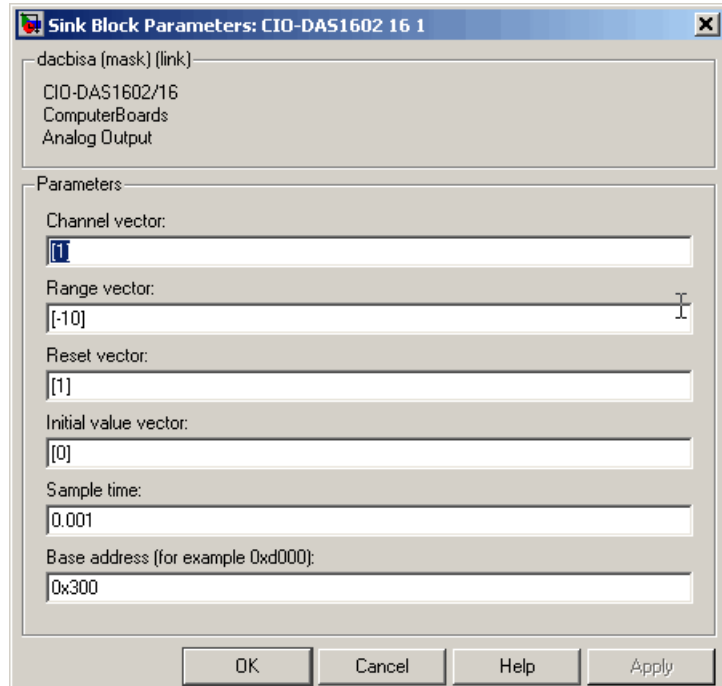 Sink Block Parameters: CIO-DAS1602 16 1
dacbisa (mask) (link)
CIO-DAS1602/16
ComputerBoards
Analog Output
Parameters
Channel vector:
[1]
Range vector:
[-10]
Reset vector:
[1]
Initial value vector:
[0]
Sample time:
0.001
Base address (for example 0xd000):
0x300
OK Cancel Help Apply